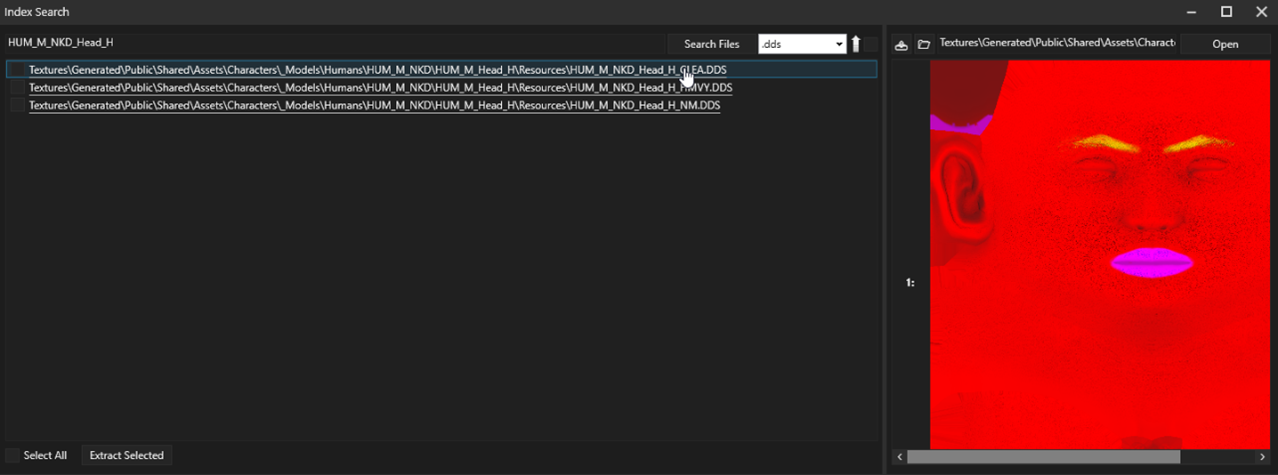 Index Search
HUM_M_NKD_Head_H
Search Files
.dds
Textures\Generated\Public\Shared\Assets\Charact
Open
Textures\Generated\Public\Shared\Assets\Characters\_Models\Humans\HUM_M_NKD\HUM_M_Head_H\Resources\HUM_M_NKD_Head_H_CLEA.DDS
Textures\Generated\Public\Shared\Assets\Characters\_Models\Humans\HUM_M_NKD\HUM_M_Head_H\Resources\HUM_M_NKD_Head_H_HMVY.DDS
Textures\Generated\Public\Shared\Assets\Characters\_Models\Humans\HUM_M_NKD\HUM_M_Head_H\Resources\HUM_M_NKD_Head_H_NM.DDS
1:
Select All
Extract Selected